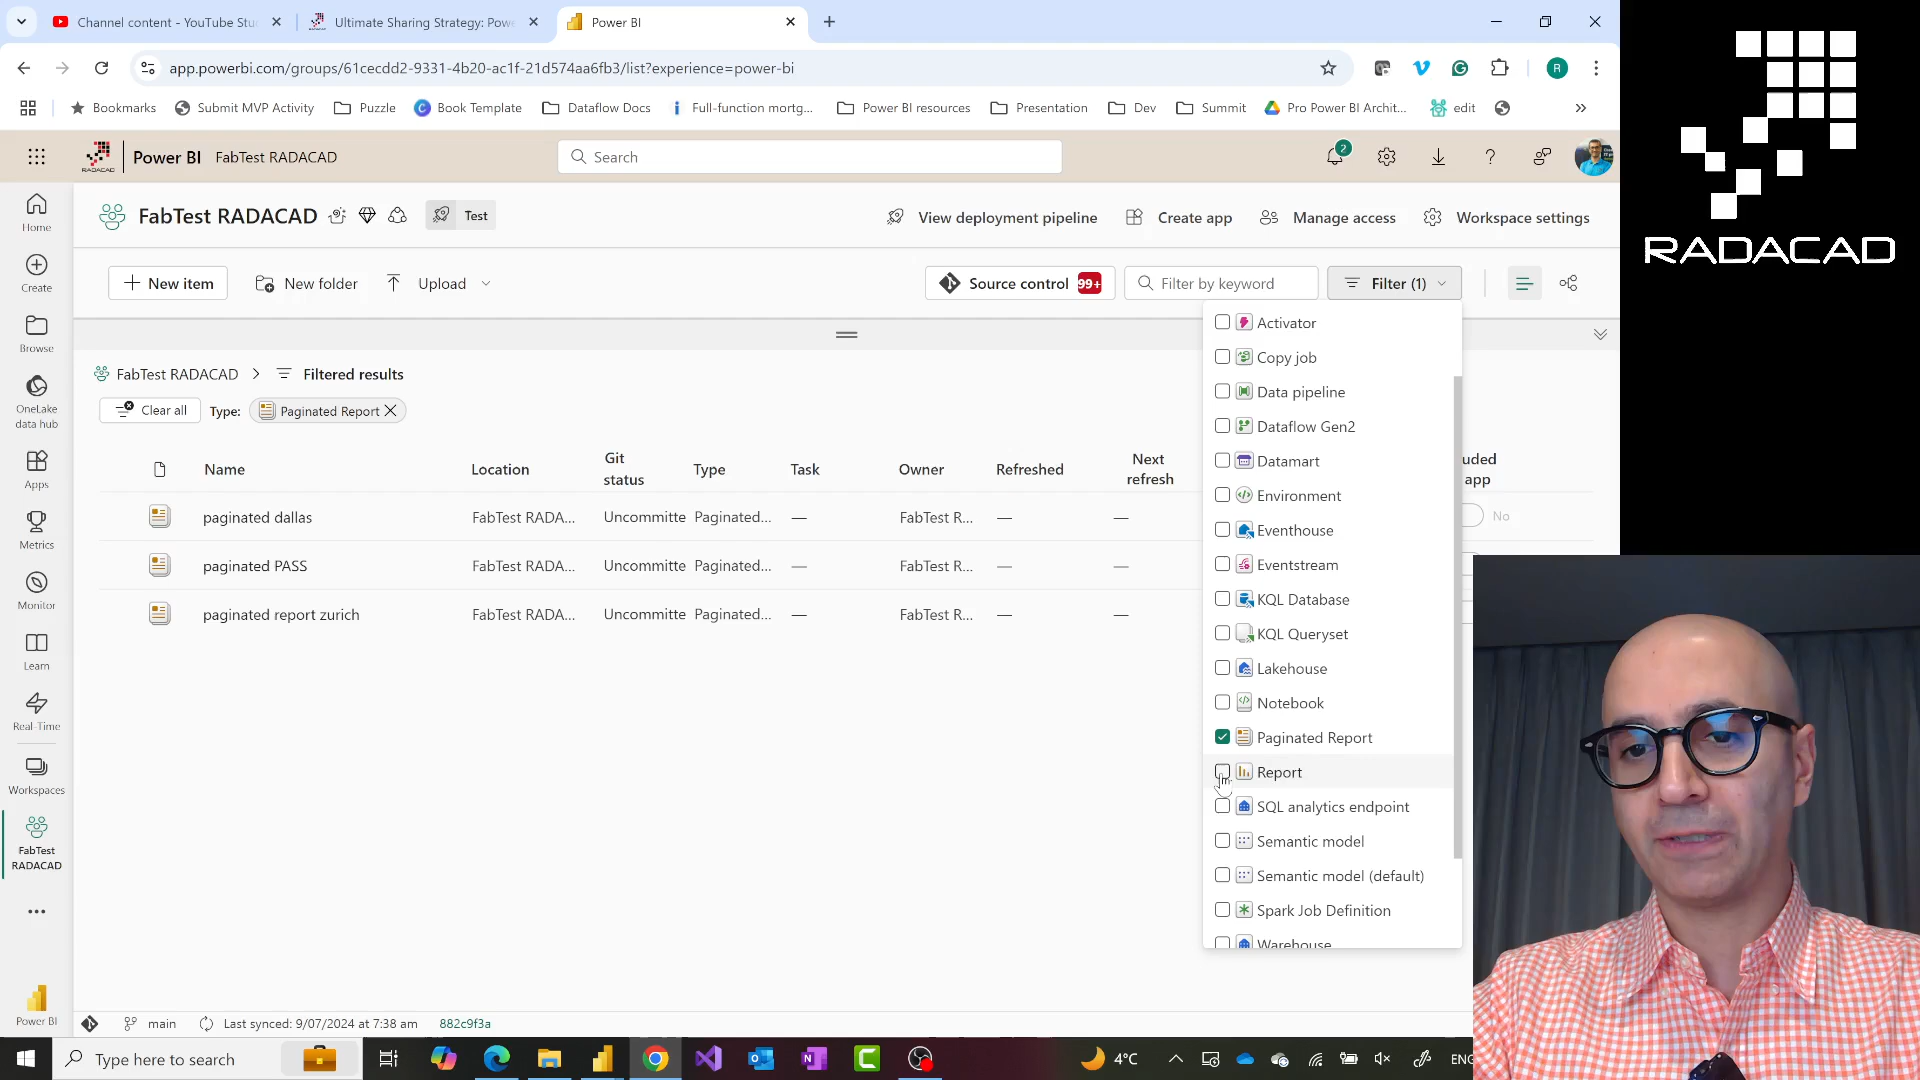 Channel content - YouTube Stu
Ultimate Sharing Strategy: Powe
Power BI
app.powerbi.com/groups/61cecdd2-9331-4b20-ac1f-21d574aa6fb3/list?experience=power-bi
R
Bookmarks
Submit MVP Activity
Puzzle
Book Template
Dataflow Docs
Full-function mortg...
Power BI resources
Presentation
Dev
Summit
Pro Power BI Archit...
edit
RADACAD
Power BI
FabTest RADACAD
Search
2
FabTest RADACAD
Test
View deployment pipeline
Create app
Manage access
Workspace settings
New item
New folder
Upload
Source control 99+
Filter by keyword
Filter (1)
Home
Create
Browse
OneLake
data hub
Apps
Metrics
Monitor
Learn
Real-Time
Workspaces
FabTest
RADACAD
Power BI
FabTest RADACAD > Filtered results
Clear all
Type:
Paginated Report
Name
Location
Git status
Type
Task
Owner
Refreshed
Next refresh
uded
app
paginated dallas
FabTest RADA...
Uncommitte
Paginated...
—
FabTest R...
—
—
No
paginated PASS
FabTest RADA...
Uncommitte
Paginated...
—
FabTest R...
—
—
paginated report zurich
FabTest RADA...
Uncommitte
Paginated...
—
FabTest R...
—
—
Activator
Copy job
Data pipeline
Dataflow Gen2
Datamart
Environment
Eventhouse
Eventstream
KQL Database
KQL Queryset
Lakehouse
Notebook
Paginated Report
Report
SQL analytics endpoint
Semantic model
Semantic model (default)
Spark Job Definition
Warehouse
main
Last synced: 9/07/2024 at 7:38 am
882c9f3a
Type here to search
4°C
ENG
RADACAD